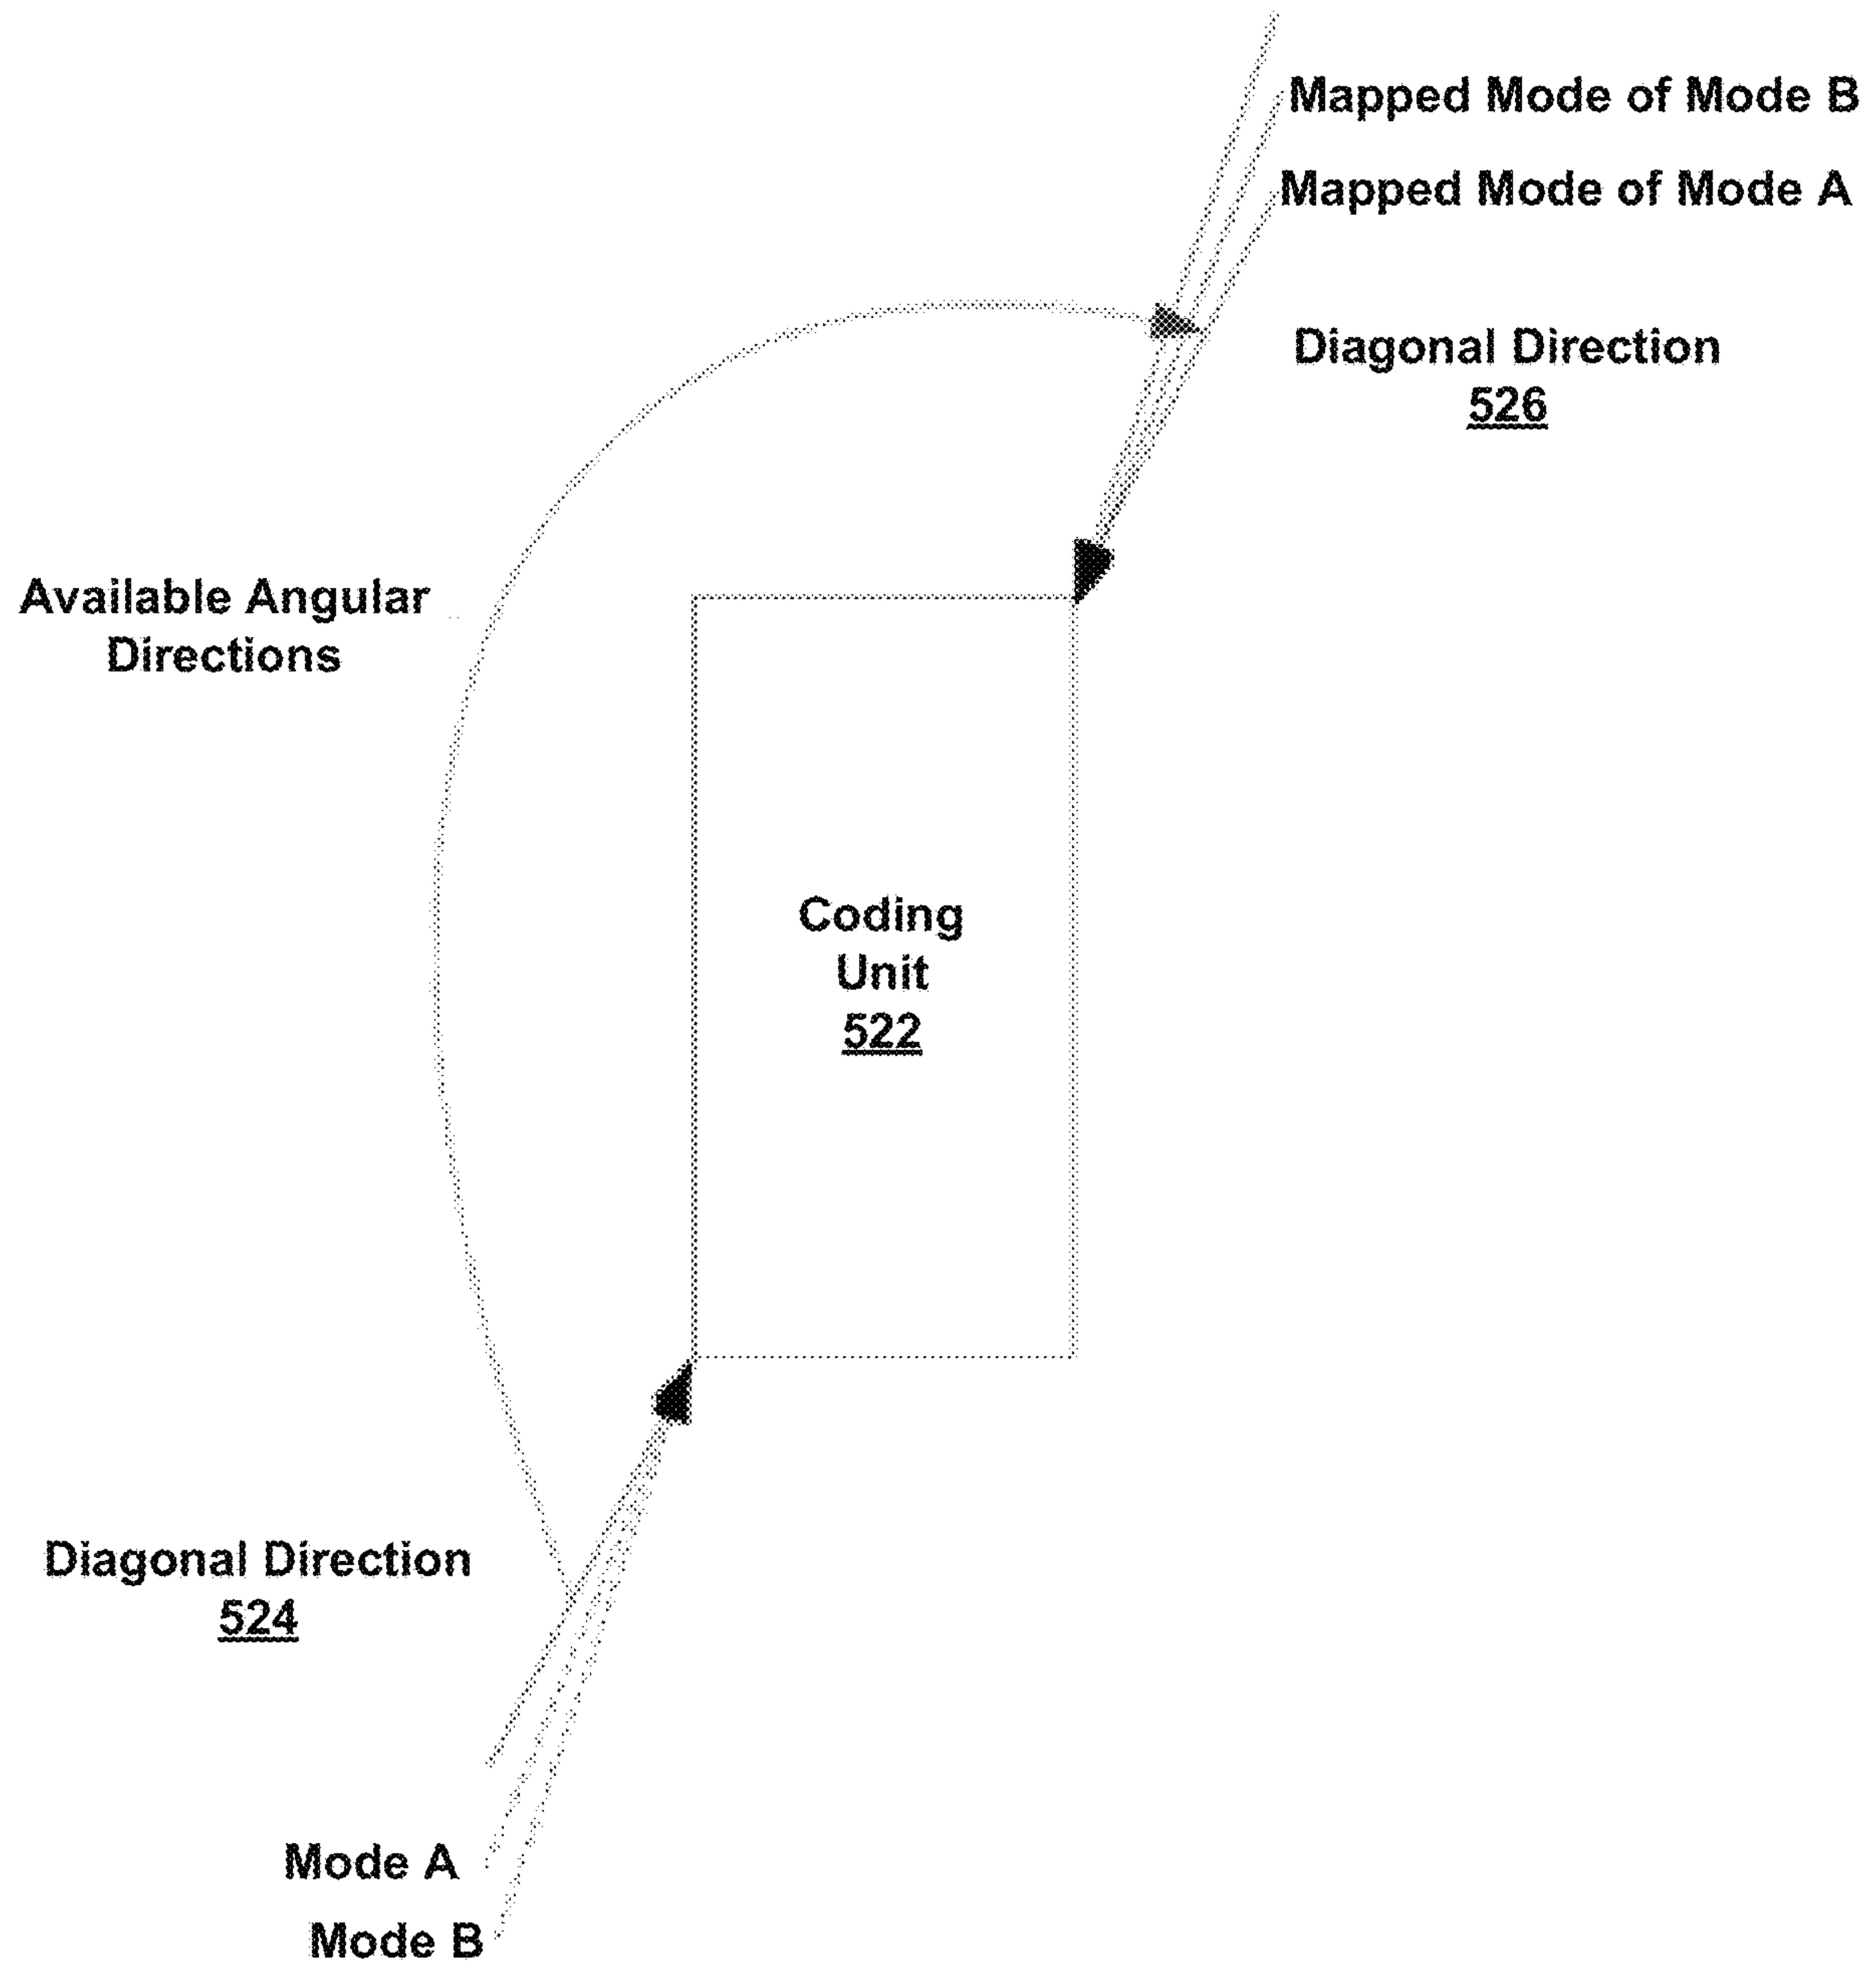 Mapped Mode of Mode B
Mapped Mode of Mode A
Diagonal Direction
526
Available Angular
Directions
Coding
Unit
522
Diagonal Direction
524
Mode A
Mode B